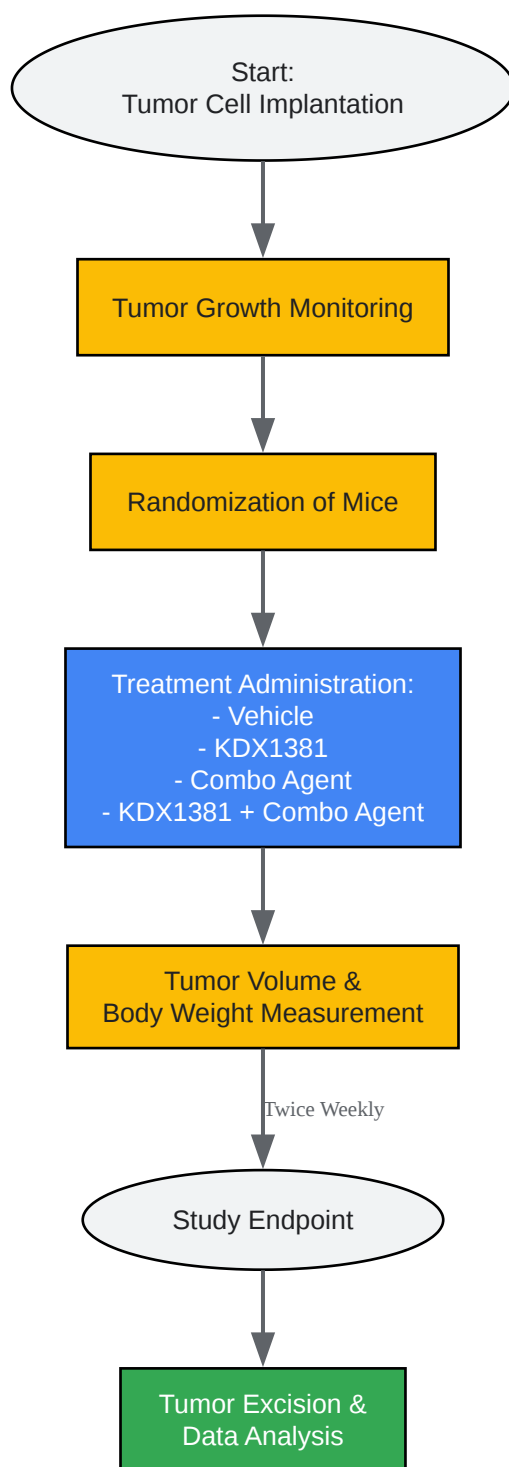 Start:
Tumor Cell Implantation
Tumor Growth Monitoring
Randomization of Mice
Treatment Administration:
- Vehicle
- KDX1381
- Combo Agent
- KDX1381 + Combo Agent
Tumor Volume &
Body Weight Measurement
Twice Weekly
Study Endpoint
Tumor Excision &
Data Analysis